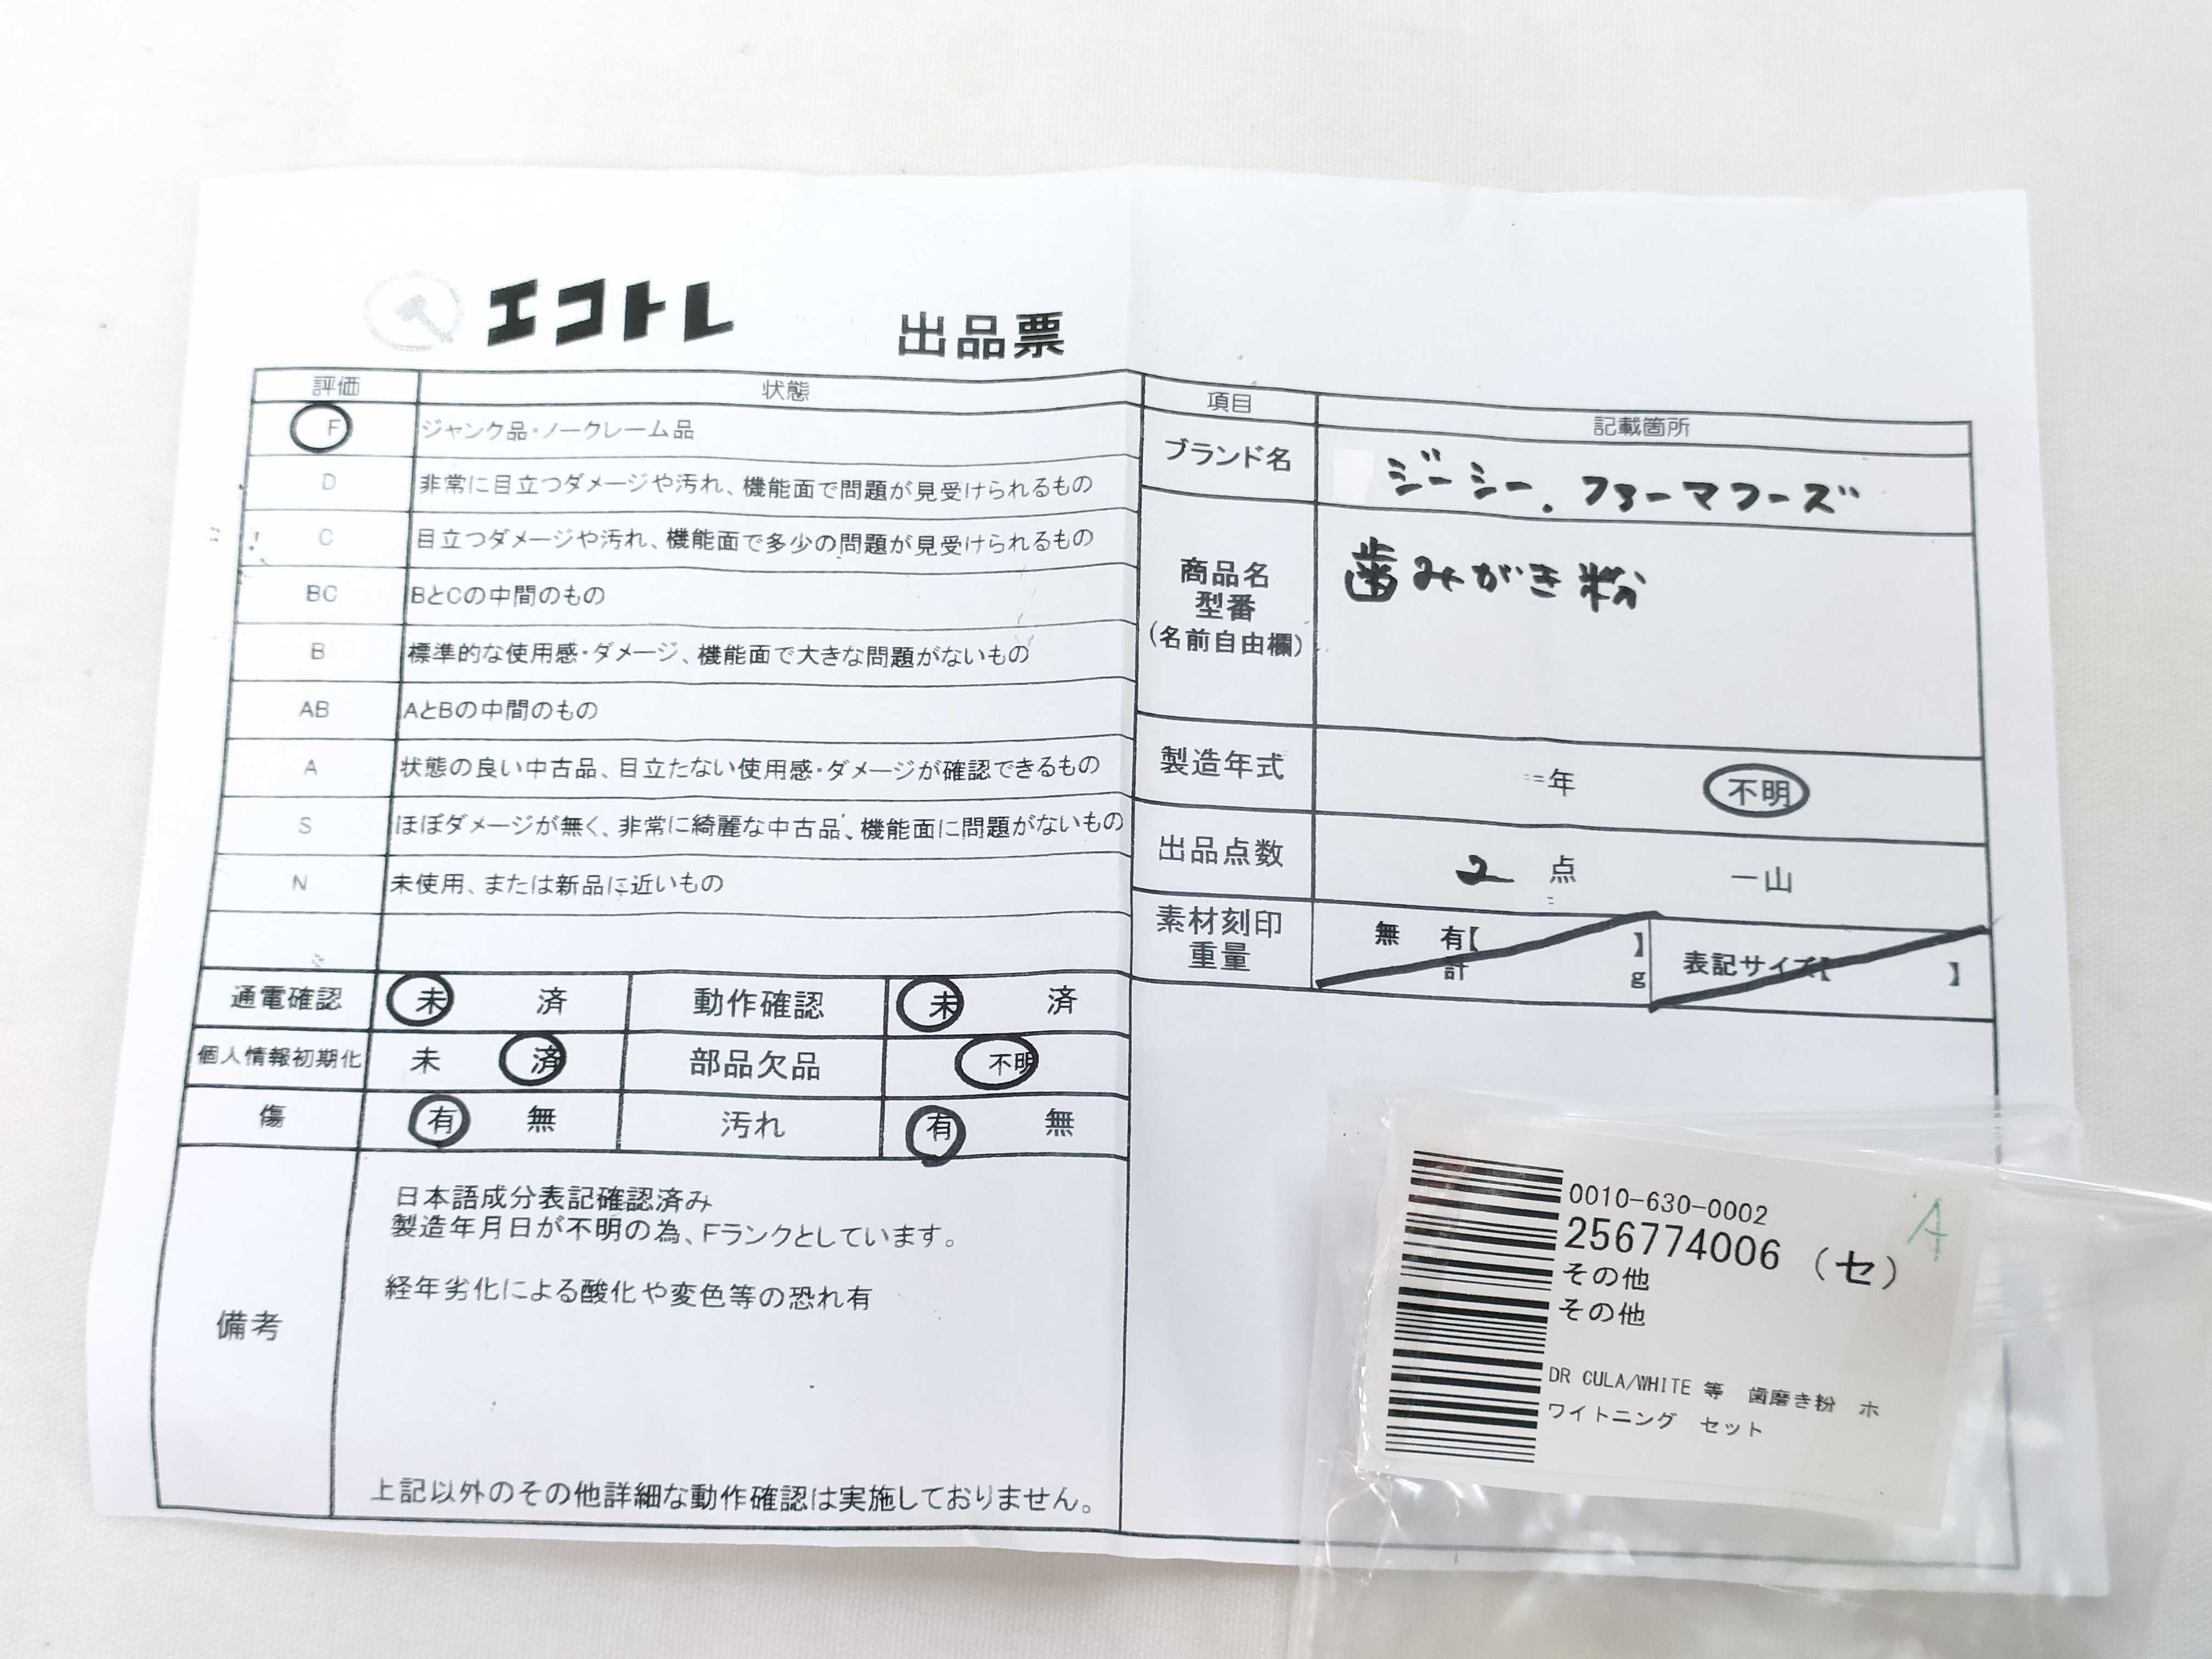 エコトレ 出品票
評価 状態
F ジャンク品・ノークレーム品
D 非常に目立つダメージや汚れ、機能面で問題が見受けられるもの
C 目立つダメージや汚れ、機能面で多少の問題が見受けられるもの
BC BとCの中間のもの
B 標準的な使用感・ダメージ、機能面で大きな問題がないもの
AB AとBの中間のもの
A 状態の良い中古品、目立たない使用感・ダメージが確認できるもの
S ほぼダメージが無く、非常に綺麗な中古品、機能面に問題がないもの
N 未使用、または新品に近いもの
通電確認 未 済 動作確認 未 済
個人情報初期化 未 済 部品欠品 不明
傷 有 無 汚れ 有 無
備考
日本語成分表記確認済み
製造年月日が不明の為、Fランクとしています。
経年劣化による酸化や変色等の恐れ有
上記以外のその他詳細な動作確認は実施しておりません。
項目 記載箇所
ブランド名 ジーシー.ファーマフーズ
商品名
型番
(名前自由欄)
歯みがき粉
製造年式 年 不明
出品点数 2 点 一山
素材刻印
重量
無 有【 】
計 g
表記サイズ【 】
0010-630-0002
256774006 (セ)
A
その他
その他
DR CULA/WHITE 等 歯磨き粉 ホ
ワイトニング セット